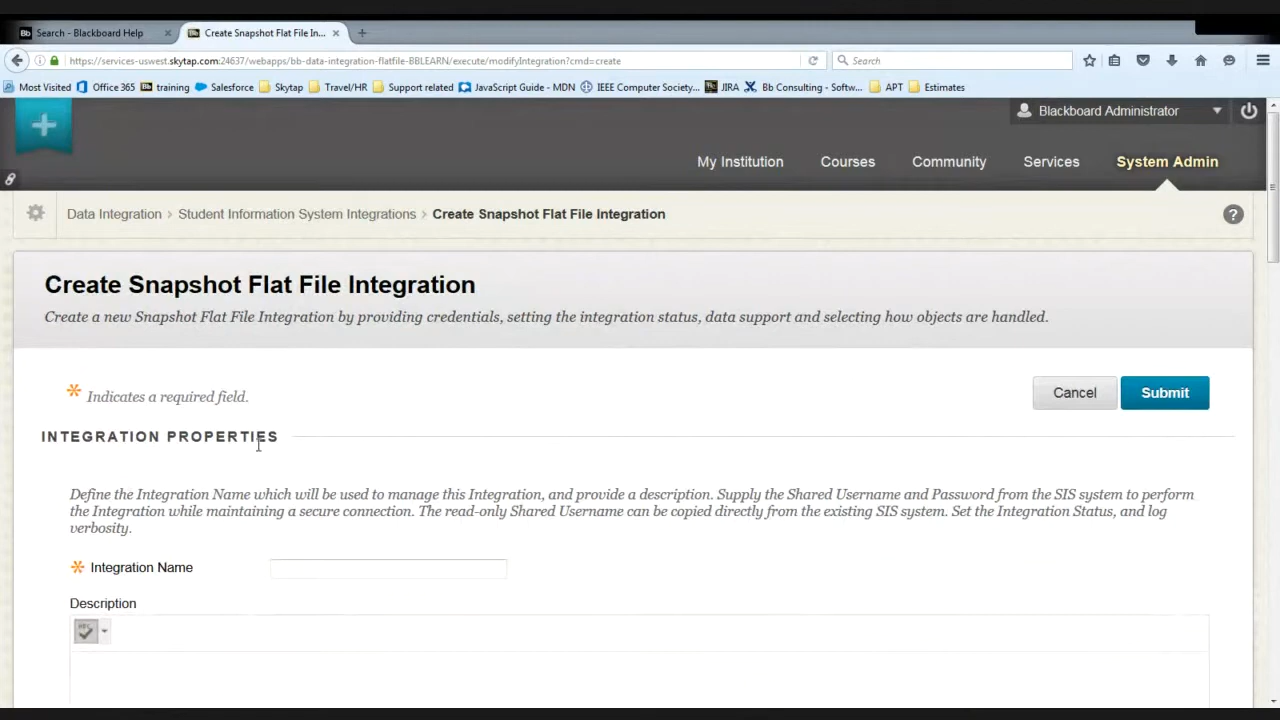 Bb Search - Blackboard Help × Bb Create Snapshot Flat File In... × +
https://services-uswest.skytap.com:24637/webapps/bb-data-integration-flatfile-BBLEARN/execute/modifyIntegration?cmd=create Search
Most Visited Office 365 Bb training Salesforce Skytap Travel/HR Support related JavaScript Guide - MDN IEEE Computer Society... JIRA Bb Consulting - Softw... APT Estimates
Blackboard Administrator
My Institution Courses Community Services System Admin
Data Integration > Student Information System Integrations > Create Snapshot Flat File Integration ?
Create Snapshot Flat File Integration
Create a new Snapshot Flat File Integration by providing credentials, setting the integration status, data support and selecting how objects are handled.
* Indicates a required field.
Cancel Submit
INTEGRATION PROPERTIES
Define the Integration Name which will be used to manage this Integration, and provide a description. Supply the Shared Username and Password from the SIS system to perform
the Integration while maintaining a secure connection. The read-only Shared Username can be copied directly from the existing SIS system. Set the Integration Status, and log
verbosity.
* Integration Name
Description
ABC